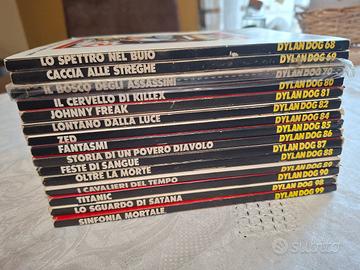 LO SPETTRO NEL BUIO DYLAN DOG 68
CACCIA ALLE STREGHE DYLAN DOG 69
IL BOSCO DEGLI ASSASSINI DYLAN DOG 70
IL CERVELLO DI KILLEX DYLAN DOG 80
JOHNNY FREAK DYLAN DOG 81
LONTANO DALLA LUCE DYLAN DOG 82
ZED DYLAN DOG 84
FANTASMI DYLAN DOG 85
STORIA DI UN POVERO DIAVOLO DYLAN DOG 86
FESTE DI SANGUE DYLAN DOG 87
OLTRE LA MORTE DYLAN DOG 88
I CAVALIERI DEL TEMPO DYLAN DOG 89
TITANIC DYLAN DOG 90
LO SGUARDO DI SATANA DYLAN DOG 98
SINFONIA MORTALE DYLAN DOG 99
subito